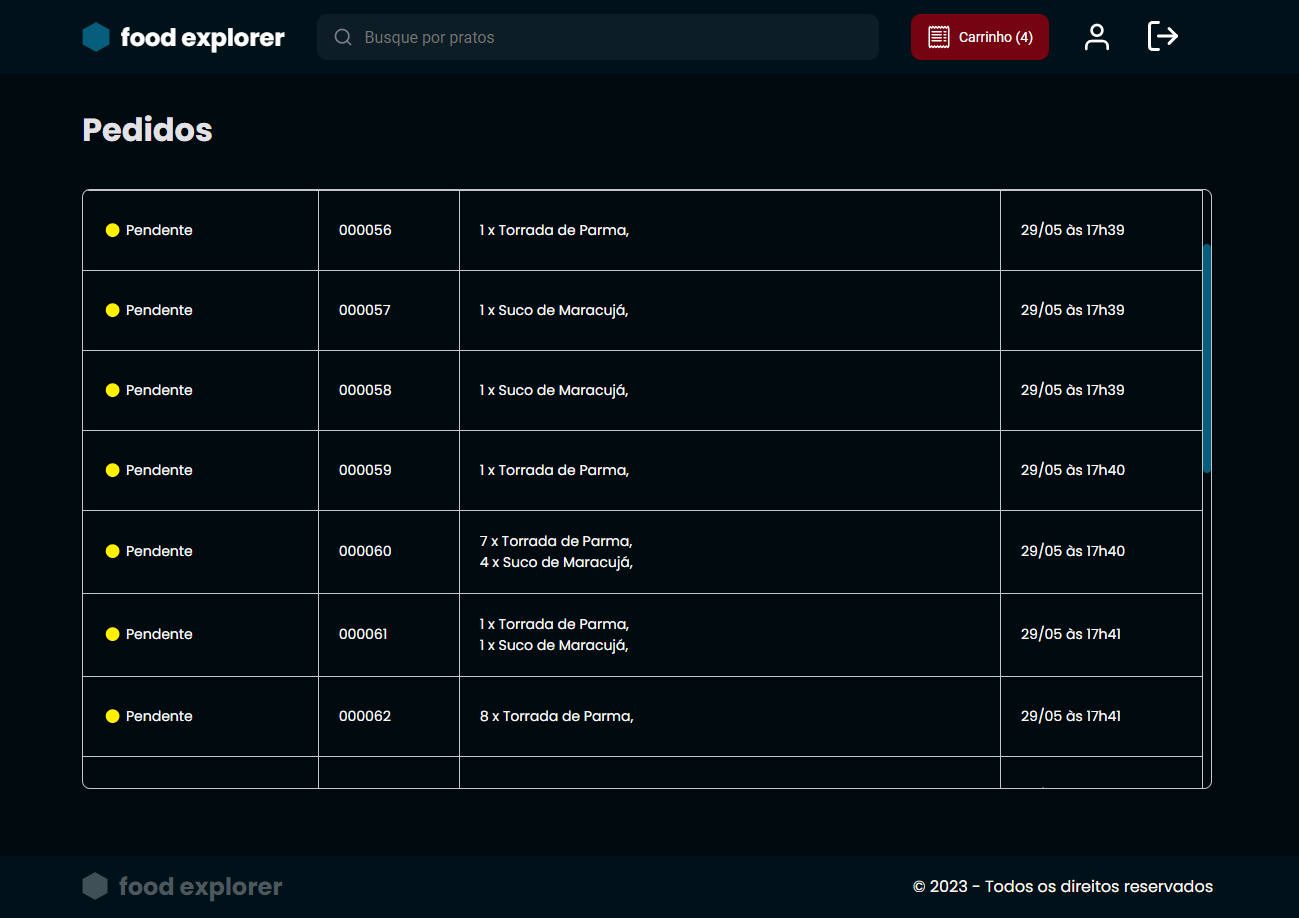 food explorer
Busque por pratos
Carrinho (4)
Pedidos
Pendente 000056 1 x Torrada de Parma, 29/05 às 17h39
Pendente 000057 1 x Suco de Maracujá, 29/05 às 17h39
Pendente 000058 1 x Suco de Maracujá, 29/05 às 17h39
Pendente 000059 1 x Torrada de Parma, 29/05 às 17h40
Pendente 000060 7 x Torrada de Parma, 29/05 às 17h40
4 x Suco de Maracujá,
Pendente 000061 1 x Torrada de Parma, 29/05 às 17h41
1 x Suco de Maracujá,
Pendente 000062 8 x Torrada de Parma, 29/05 às 17h41
food explorer
© 2023 - Todos os direitos reservados